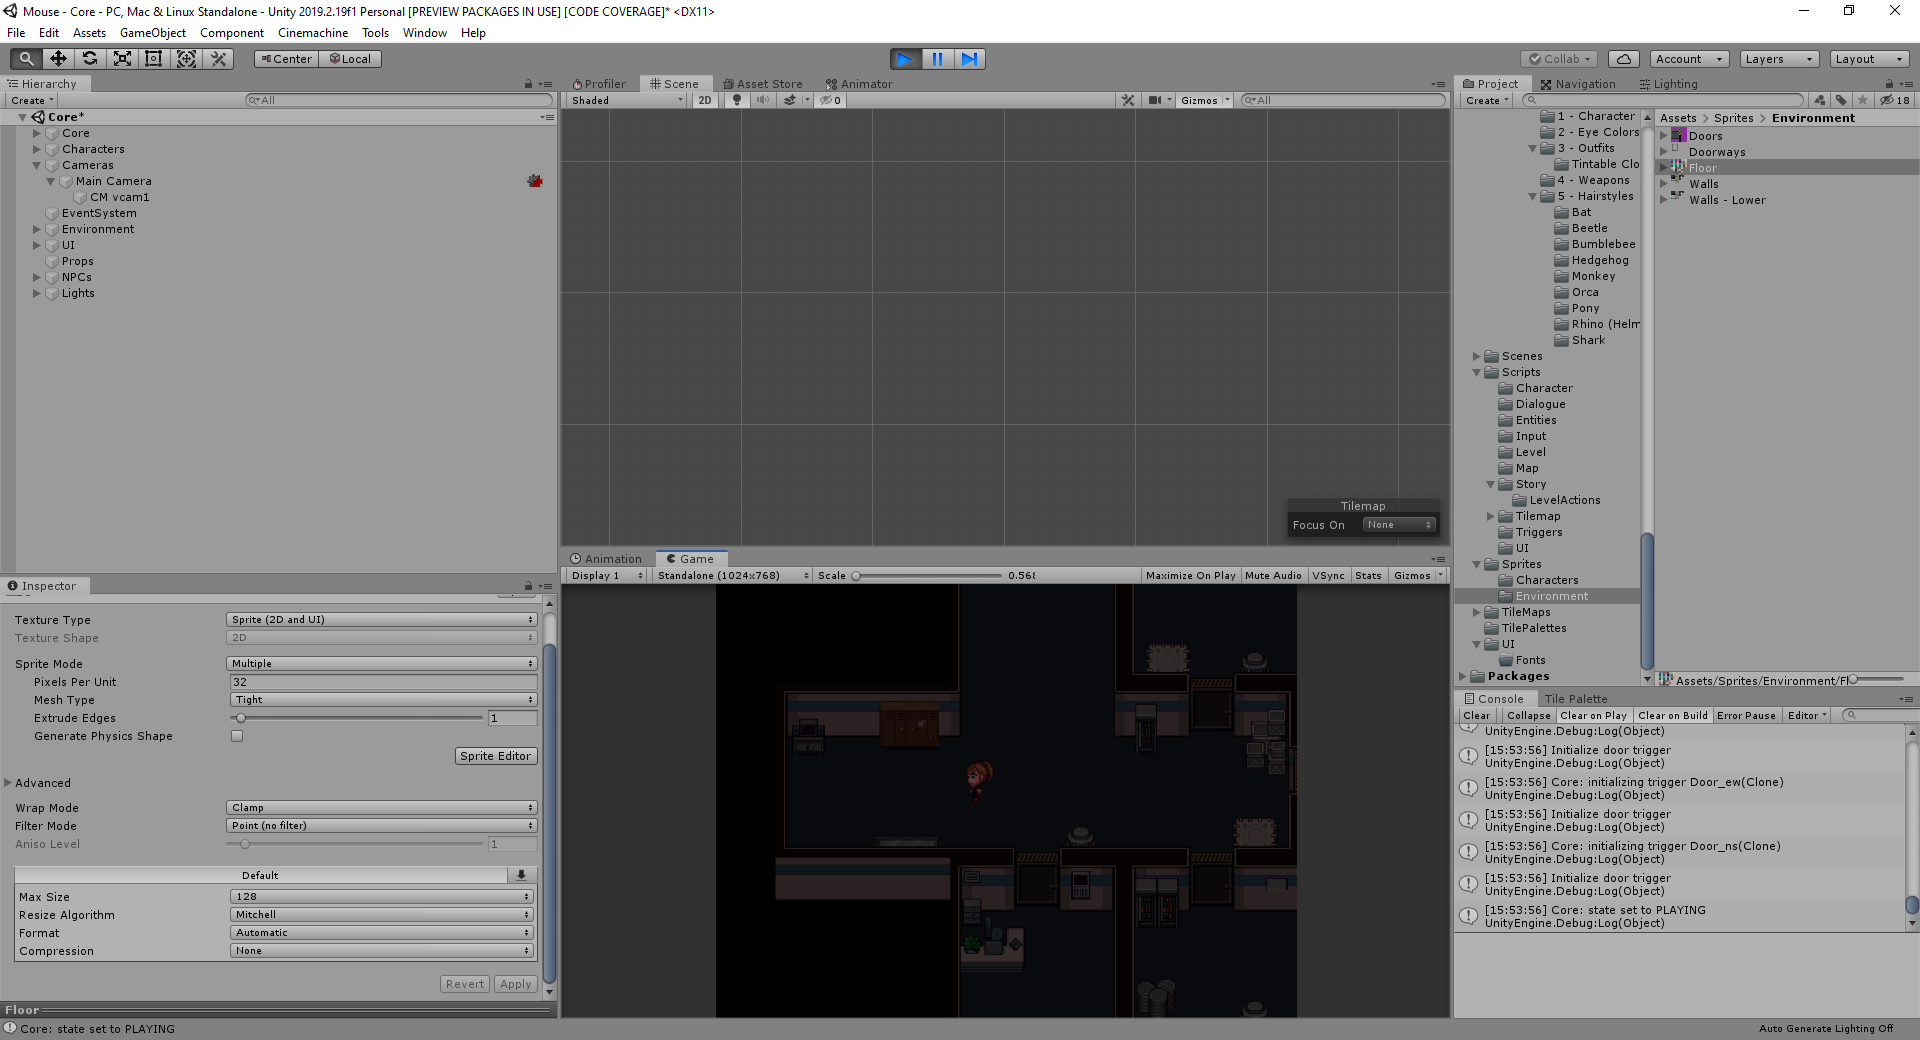 Mouse - Core - PC, Mac & Linux Standalone - Unity 2019.2.19f1 Personal [PREVIEW PACKAGES IN USE] [CODE COVERAGE]* <DX11>
File Edit Assets GameObject Component Cinemachine Tools Window Help
Center Local
Collab Account Layers Layout
Hierarchy
Create All
Core*
Core
Characters
Cameras
Main Camera
CM vcam1
EventSystem
Environment
UI
Props
NPCs
Lights
Profiler Scene Asset Store Animator
Shaded 2D 0 Gizmos All
Tilemap
Focus On None
Animation Game
Display 1 Standalone (1024x768) Scale 0.568 Maximize On Play Mute Audio VSync Stats Gizmos
Inspector
Texture Type Sprite (2D and UI)
Texture Shape 2D
Sprite Mode Multiple
Pixels Per Unit 32
Mesh Type Tight
Extrude Edges 1
Generate Physics Shape
Sprite Editor
Advanced
Wrap Mode Clamp
Filter Mode Point (no filter)
Aniso Level 1
Default
Max Size 128
Resize Algorithm Mitchell
Format Automatic
Compression None
Revert Apply
Floor
Core: state set to PLAYING
Project Navigation Lighting
Create 18
1 - Character
2 - Eye Colors
3 - Outfits
Tintable Clo
4 - Weapons
5 - Hairstyles
Bat
Beetle
Bumblebee
Hedgehog
Monkey
Orca
Pony
Rhino (Helm
Shark
Scenes
Scripts
Character
Dialogue
Entities
Input
Level
Map
Story
LevelActions
Tilemap
Triggers
UI
Sprites
Characters
Environment
TileMaps
TilePalettes
UI
Fonts
Packages
Assets > Sprites > Environment
Doors
Doorways
Floor
Walls
Walls - Lower
Assets/Sprites/Environment/Fl
Console Tile Palette
Clear Collapse Clear on Play Clear on Build Error Pause Editor
UnityEngine.Debug:Log(Object)
[15:53:56] Initialize door trigger
UnityEngine.Debug:Log(Object)
[15:53:56] Core: initializing trigger Door_ew(Clone)
UnityEngine.Debug:Log(Object)
[15:53:56] Initialize door trigger
UnityEngine.Debug:Log(Object)
[15:53:56] Core: initializing trigger Door_ns(Clone)
UnityEngine.Debug:Log(Object)
[15:53:56] Initialize door trigger
UnityEngine.Debug:Log(Object)
[15:53:56] Core: state set to PLAYING
UnityEngine.Debug:Log(Object)
Auto Generate Lighting Off